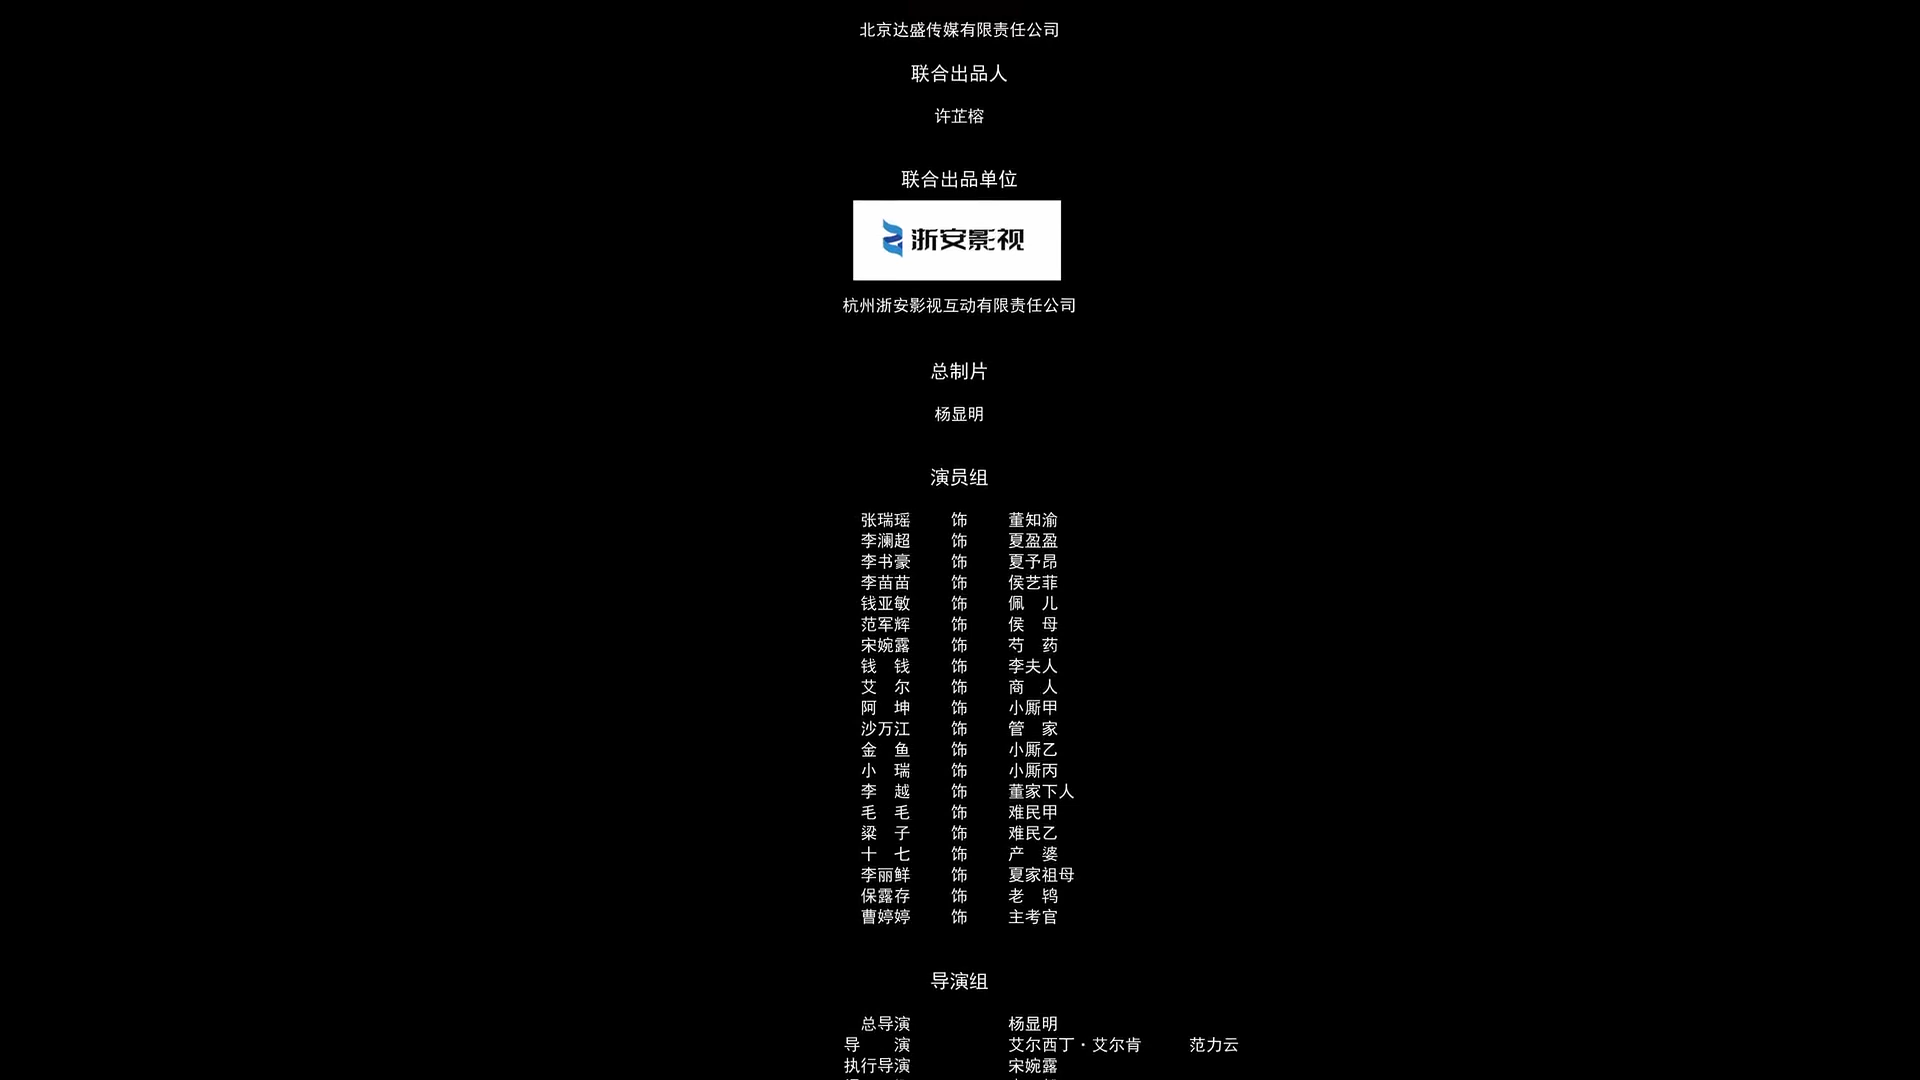 北京达盛传媒有限责任公司
联合出品人
许芷榕
联合出品单位
浙安影视
杭州浙安影视互动有限责任公司
总制片
杨显明
演员组
张瑞瑶 饰 董知渝
李澜超 饰 夏盈盈
李书豪 饰 夏予昂
李苗苗 饰 侯艺菲
钱亚敏 饰 佩 儿
范军辉 饰 侯 母
宋婉露 饰 芍 药
钱 钱 饰 李夫人
艾 尔 饰 商 人
阿 坤 饰 小厮甲
沙万江 饰 管 家
金 鱼 饰 小厮乙
小 瑞 饰 小厮丙
李 越 饰 董家下人
毛 毛 饰 难民甲
粱 子 饰 难民乙
十 七 饰 产 婆
李丽鲜 饰 夏家祖母
保露存 饰 老 鸨
曹婷婷 饰 主考官
导演组
总导演 杨显明
导 演 艾尔西丁·艾尔肯 范力云
执行导演 宋婉露